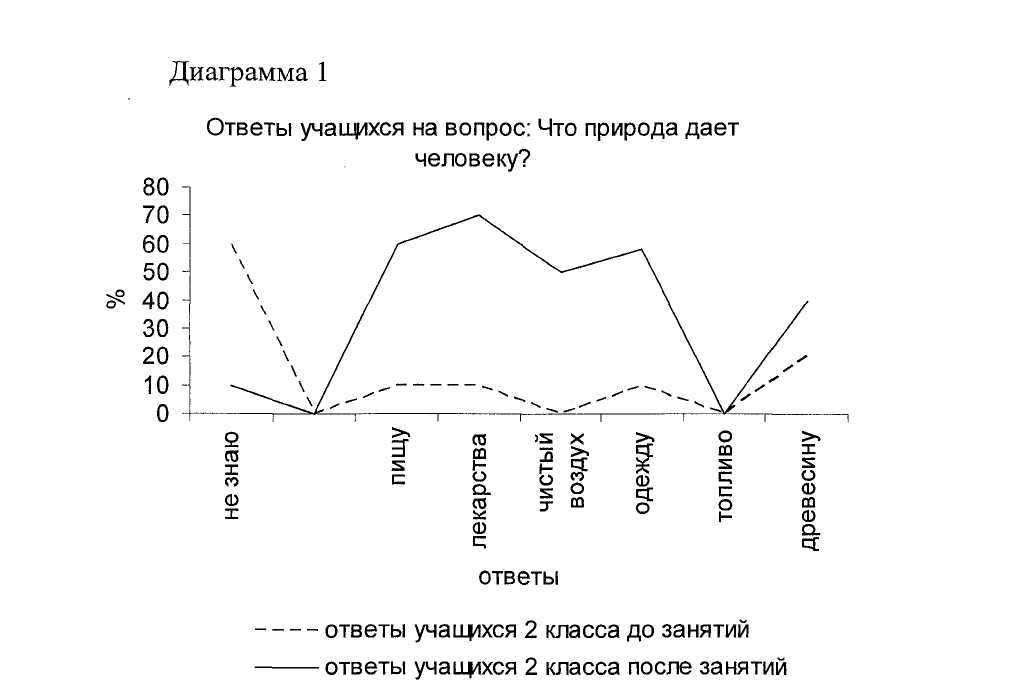 Диаграмма 1
Ответы учащихся на вопрос: Что природа дает
человеку?
80
70
60
50
40
30
20
10
0
%
не знаю
пищу
лекарства
чистый
воздух
одежду
топливо
древесину
ответы
ответы учащихся 2 класса до занятий
ответы учащихся 2 класса после занятий